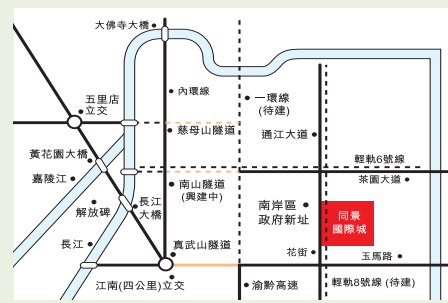 大佛寺大橋
內環線
一環線
(待建)
五里店
立交
慈母山隧道
通江大道
黃花園大橋
輕軌6號線
嘉陵江
南山隧道
(興建中)
茶園大道
解放碑
長江
大橋
南岸區
政府新址
同景
國際城
長江
真武山隧道
花街
玉馬路
江南(四公里)立交
渝黔高速
輕軌8號線 (待建)